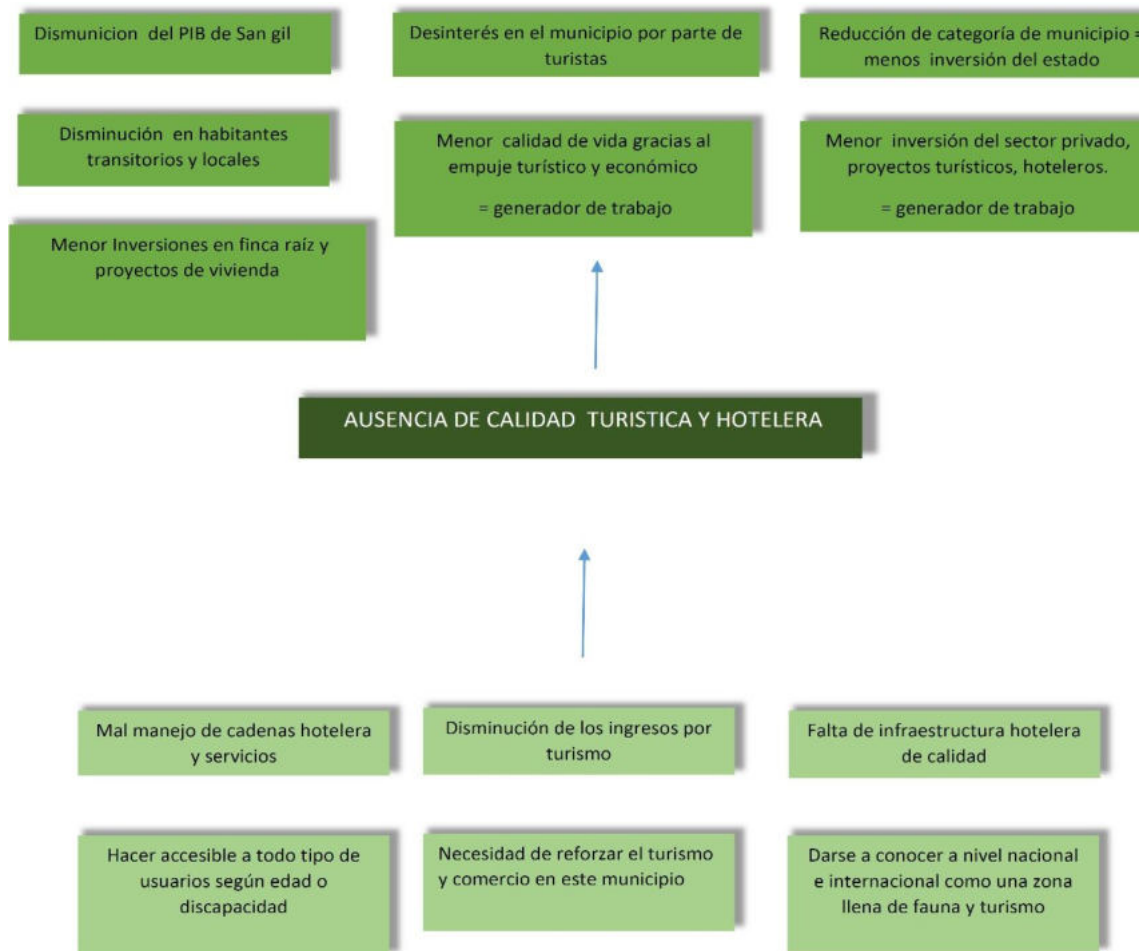 Dismunicion del PIB de San gil
Desinterés en el municipio por parte de
turistas
Reducción de categoría de municipio =
menos inversión del estado
Disminución en habitantes
transitorios y locales
Menor calidad de vida gracias al
empuje turístico y económico
= generador de trabajo
Menor inversión del sector privado,
proyectos turísticos, hoteleros.
= generador de trabajo
Menor Inversiones en finca raíz y
proyectos de vivienda
AUSENCIA DE CALIDAD TURISTICA Y HOTELERA
Mal manejo de cadenas hotelera
y servicios
Disminución de los ingresos por
turismo
Falta de infraestructura hotelera
de calidad
Hacer accesible a todo tipo de
usuarios según edad o
discapacidad
Necesidad de reforzar el turismo
y comercio en este municipio
Darse a conocer a nivel nacional
e internacional como una zona
llena de fauna y turismo